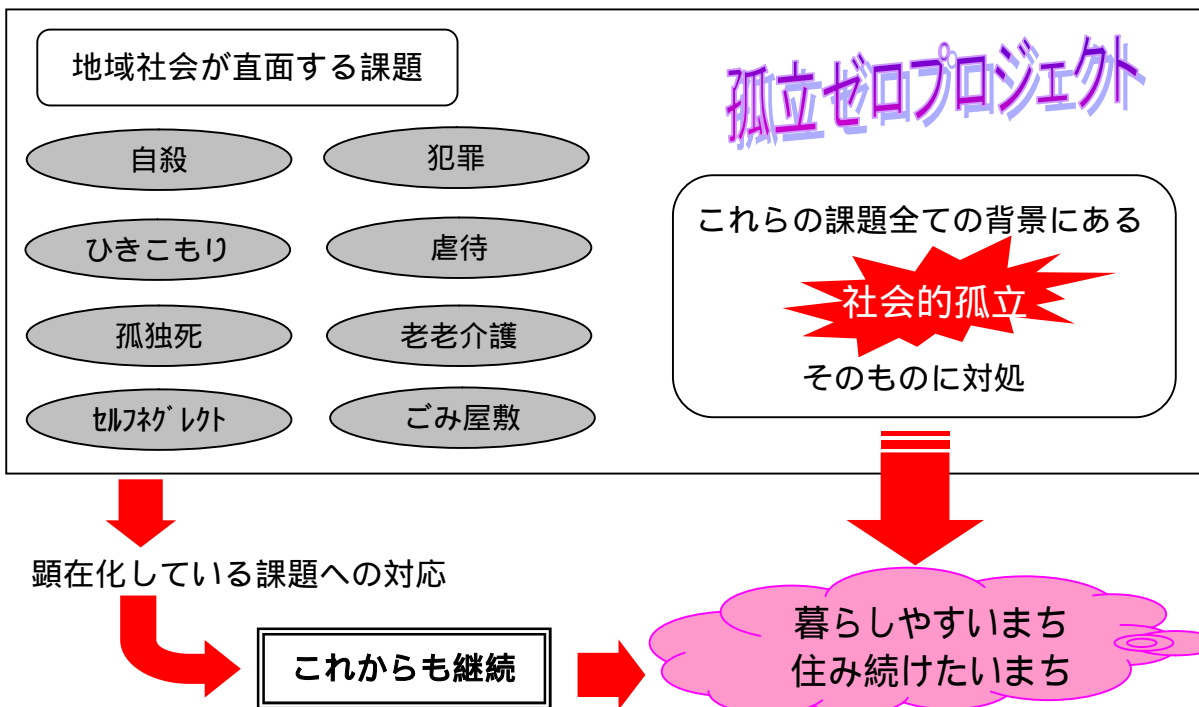 地域社会が直面する課題
孤立ゼロプロジェクト
自殺
犯罪
ひきこもり
虐待
孤独死
老老介護
ｾﾙﾌﾈｸﾞﾚｸﾄ
ごみ屋敷
これらの課題全ての背景にある
社会的孤立
そのものに対処
顕在化している課題への対応
これからも継続
暮らしやすいまち
住み続けたいまち